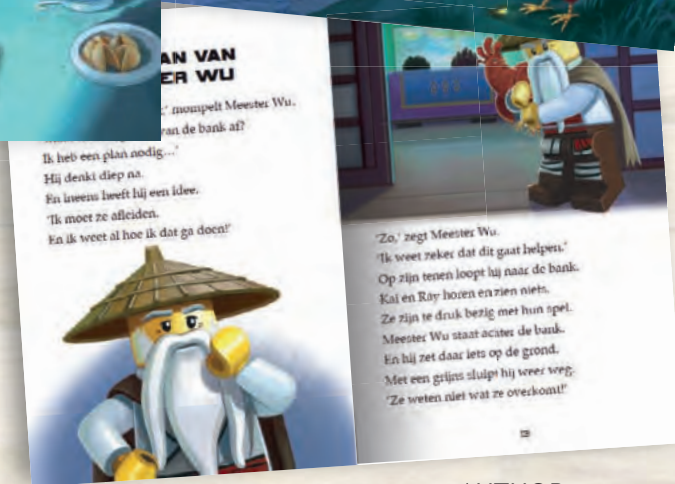 AN VAN
ER WU
,' mompelt Meester Wu.
van de bank af?
Ik heb een plan nodig…'
Hij denkt diep na.
En ineens heeft hij een idee.
'Ik moet ze afleiden.
En ik weet al hoe ik dat ga doen!'
'Zo,' zegt Meester Wu.
'Ik weet zeker dat dit gaat helpen.'
Op zijn tenen loopt hij naar de bank.
Kai en Ray horen en zien niets.
Ze zijn te druk bezig met hun spel.
Meester Wu staat achter de bank.
En hij zet daar iets op de grond.
Met een grijns sluipt hij weer weg.
'Ze weten niet wat ze overkomt!'